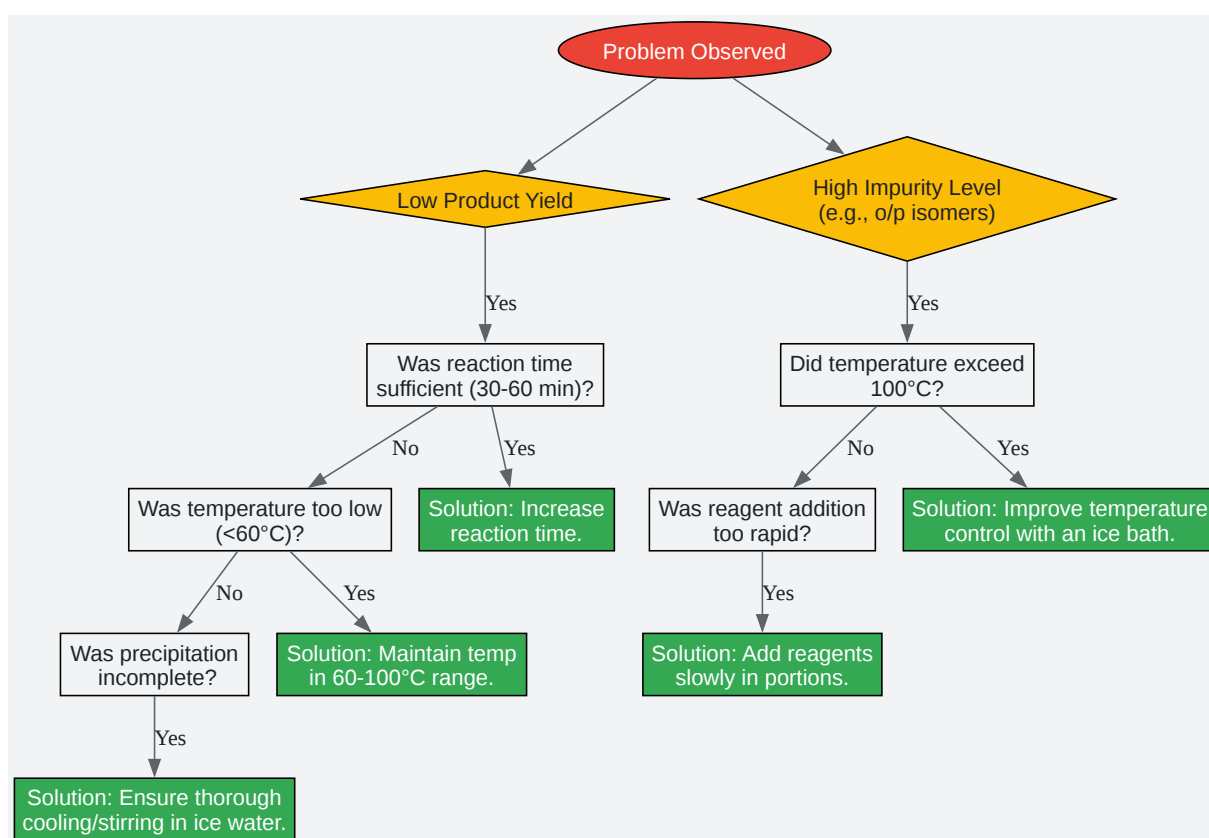 Problem Observed
Low Product Yield
High Impurity Level
(e.g., o/p isomers)
Yes
Yes
Was reaction time
sufficient (30-60 min)?
Did temperature exceed
100°C?
No
Yes
No
Yes
Was temperature too low
(<60°C)?
Solution: Increase
reaction time.
Was reagent addition
too rapid?
Solution: Improve temperature
control with an ice bath.
No
Yes
Yes
Was precipitation
incomplete?
Solution: Maintain temp
in 60-100°C range.
Solution: Add reagents
slowly in portions.
Yes
Solution: Ensure thorough
cooling/stirring in ice water.